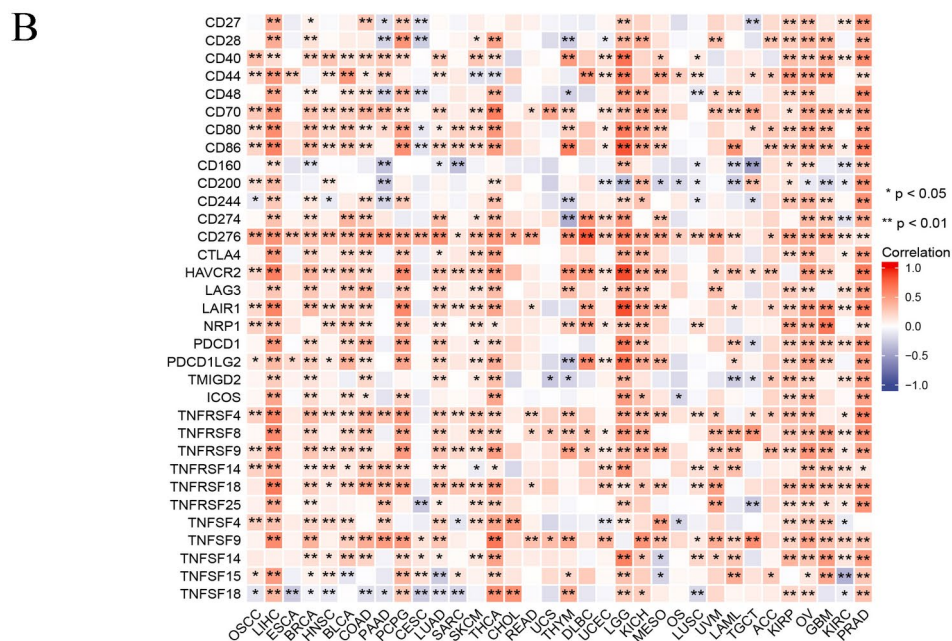 B
CD27
CD28
CD40
CD44
CD48
CD70
CD80
CD86
CD160
CD200
CD244
CD274
CD276
CTLA4
HAVCR2
LAG3
LAIR1
NRP1
PDCD1
PDCD1LG2
TMIGD2
ICOS
TNFRSF4
TNFRSF8
TNFRSF9
TNFRSF14
TNFRSF18
TNFRSF25
TNFSF4
TNFSF9
TNFSF14
TNFSF15
TNFSF18
OSCC LIHC ESCA BRCA HNSC BLCA COAD PAAD PCPG CESC LUAD SARC SKCM THCA CHOL READ UCS THYM DLBC UCEC LGG KICH MESO OS LUSC UVM LAML TGCT ACC KIRP OV GBM KIRC PRAD
* p < 0.05
** p < 0.01
Correlation
1.0
0.5
0.0
−0.5
−1.0